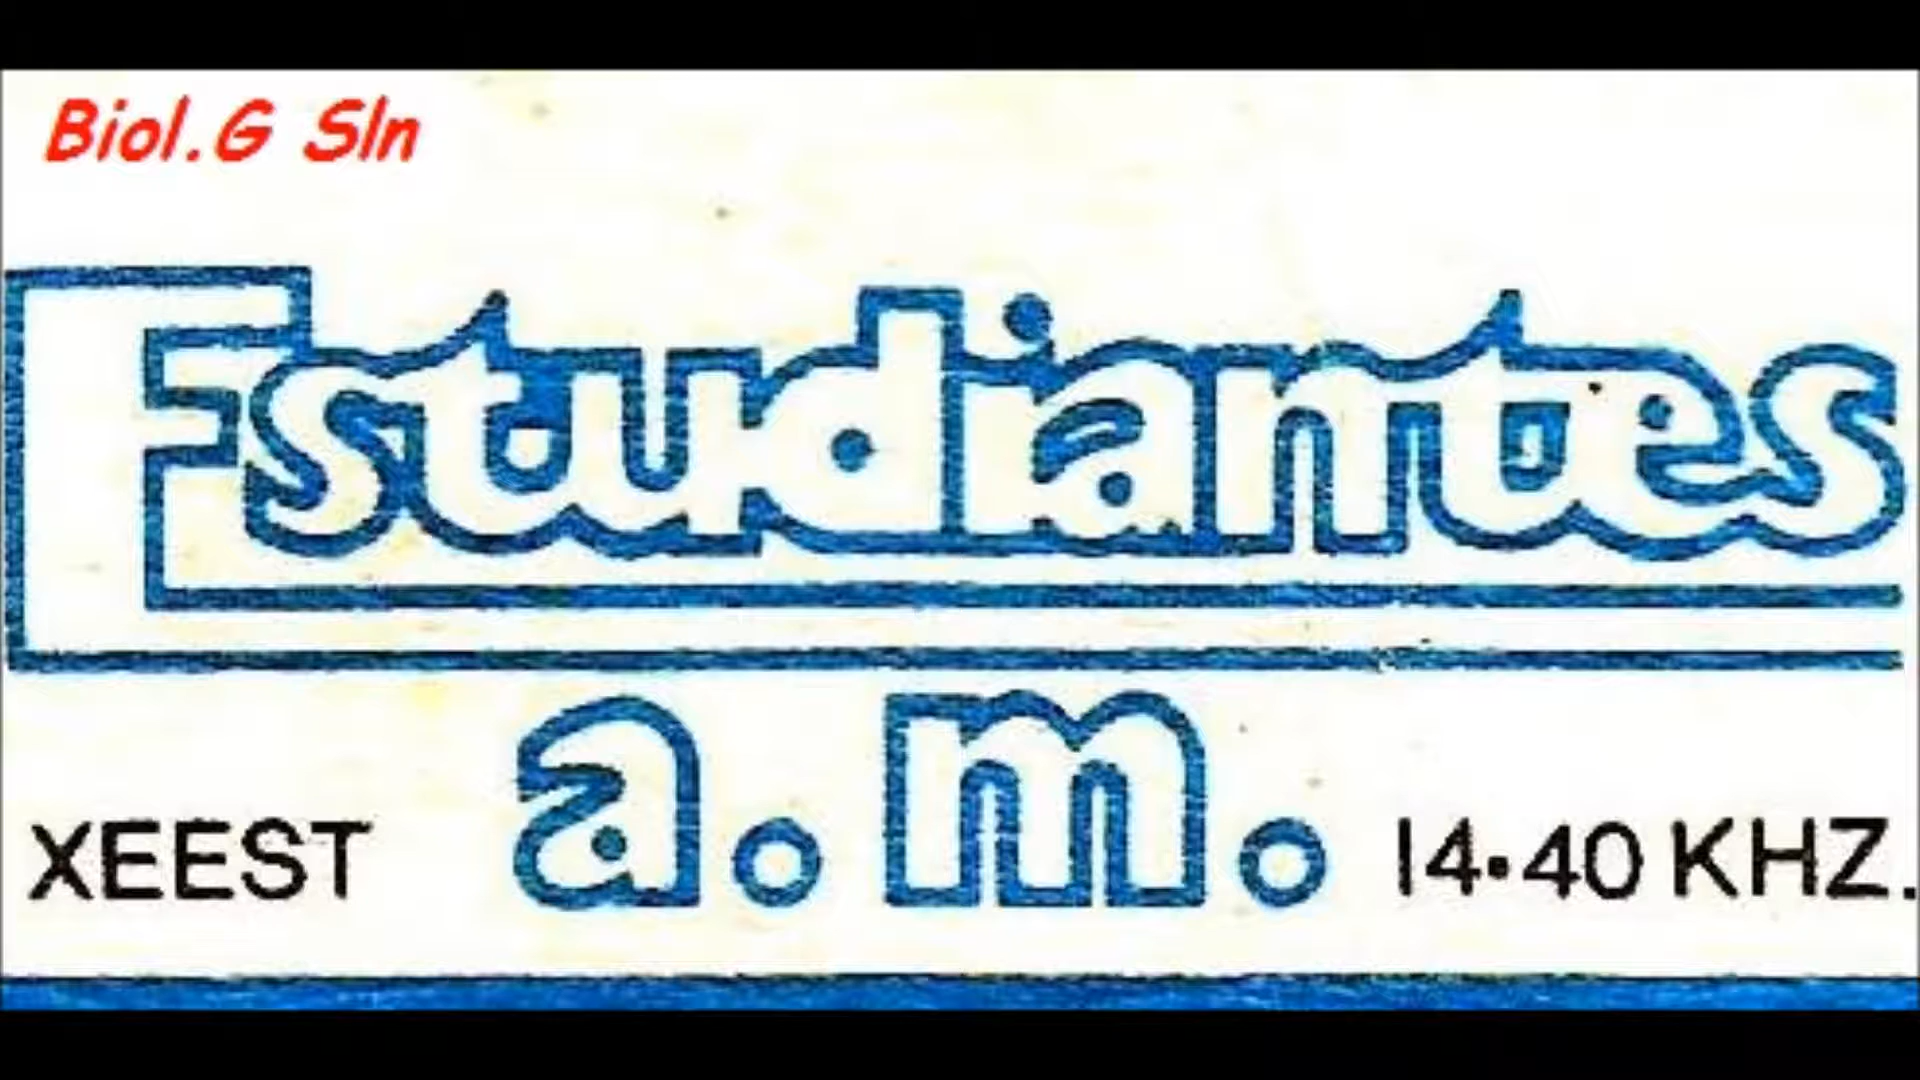 Biol.G Sln
Estudiantes
a.m.
XEEST
14•40 KHZ.